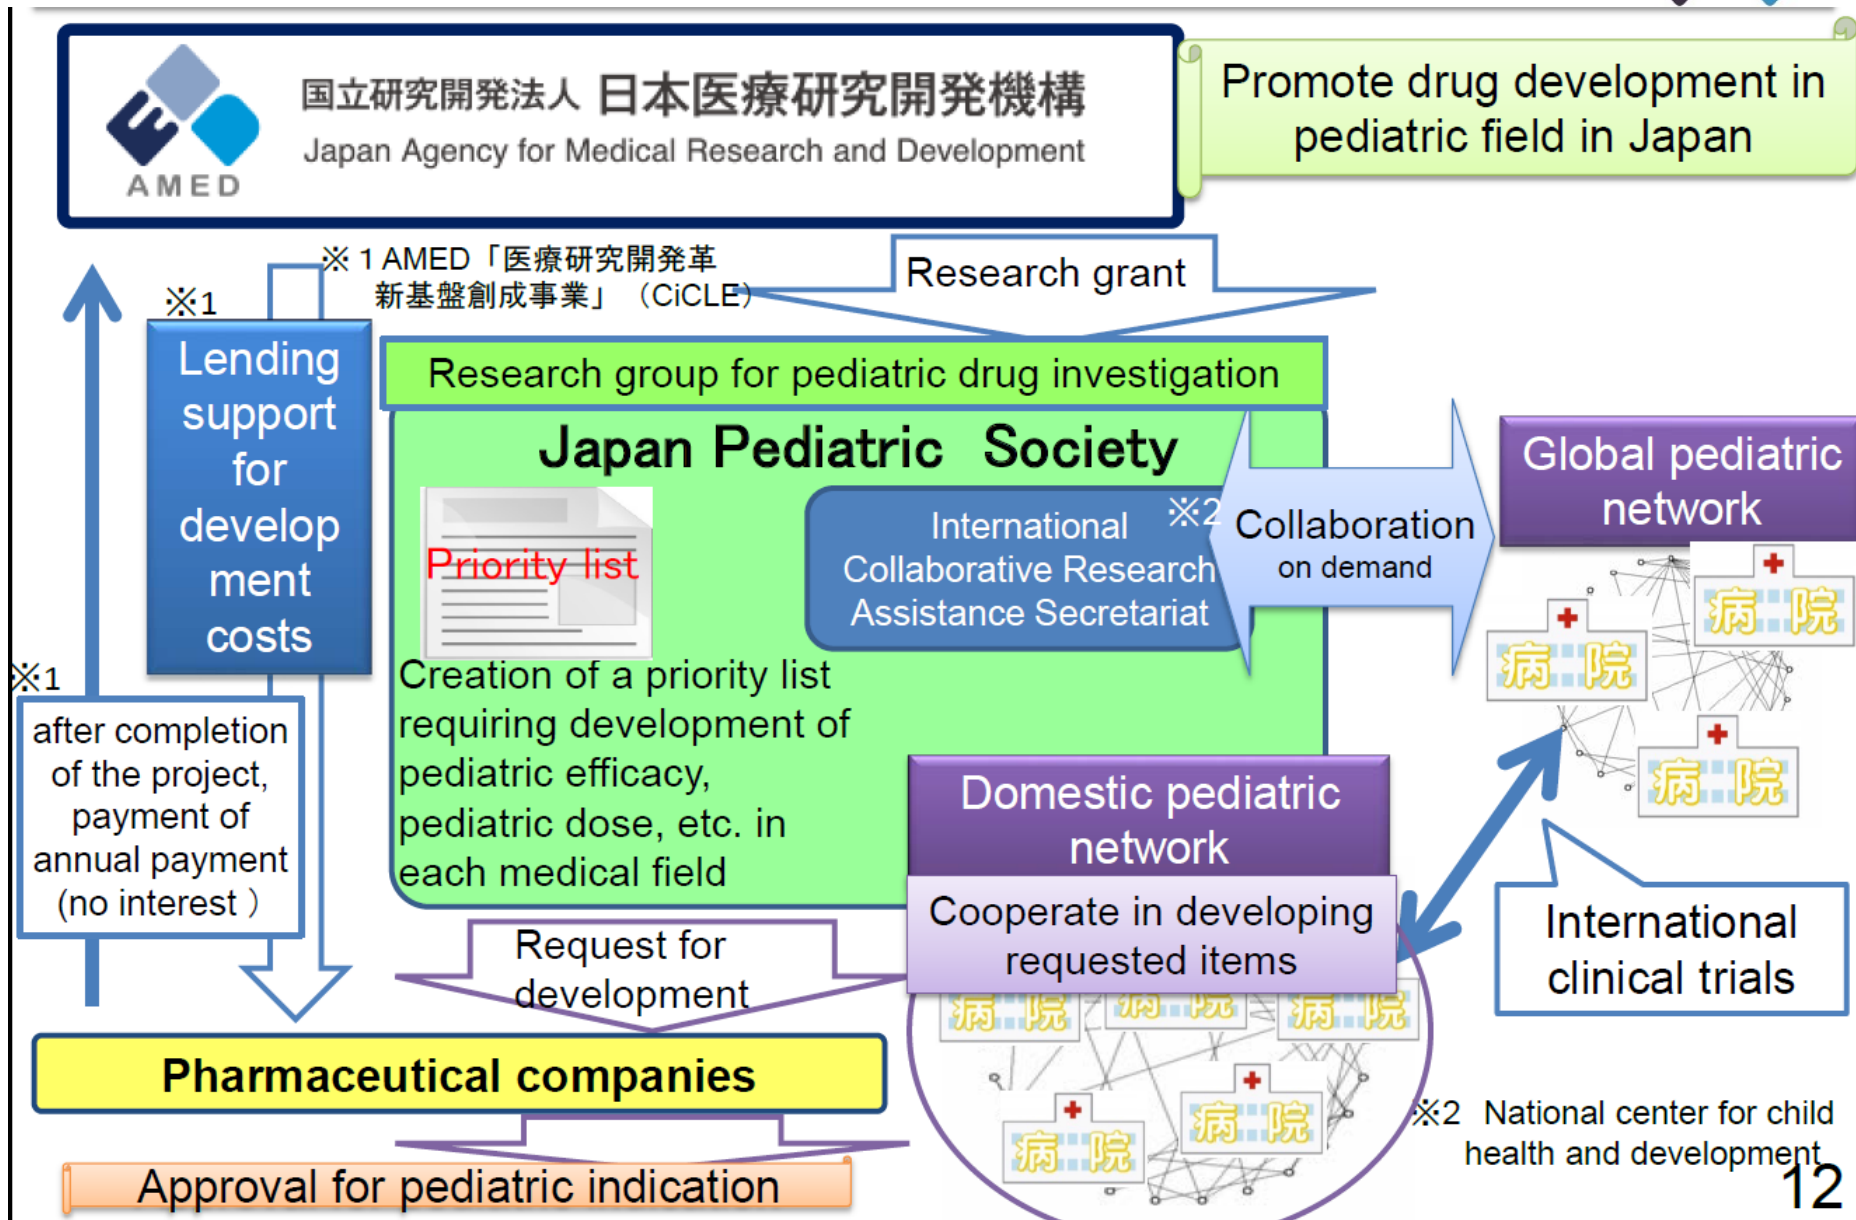 国立研究開発法人 日本医療研究開発機構
Japan Agency for Medical Research and Development
AMED
Promote drug development in
pediatric field in Japan
※1 AMED「医療研究開発革
新基盤創成事業」（CiCLE）
Research grant
※1
Lending
support
for
develop
ment
costs
Research group for pediatric drug investigation
Japan Pediatric Society
Priority list
※2
International
Collaborative Research
Assistance Secretariat
Collaboration
on demand
Global pediatric
network
病 院
病 院
病 院
Creation of a priority list
requiring development of
pediatric efficacy,
pediatric dose, etc. in
each medical field
※1
after completion
of the project,
payment of
annual payment
(no interest ）
Domestic pediatric
network
Cooperate in developing
requested items
Request for
development
International
clinical trials
病 院
病 院
病 院
病 院
病 院
Pharmaceutical companies
Approval for pediatric indication
※2 National center for child
health and development
12